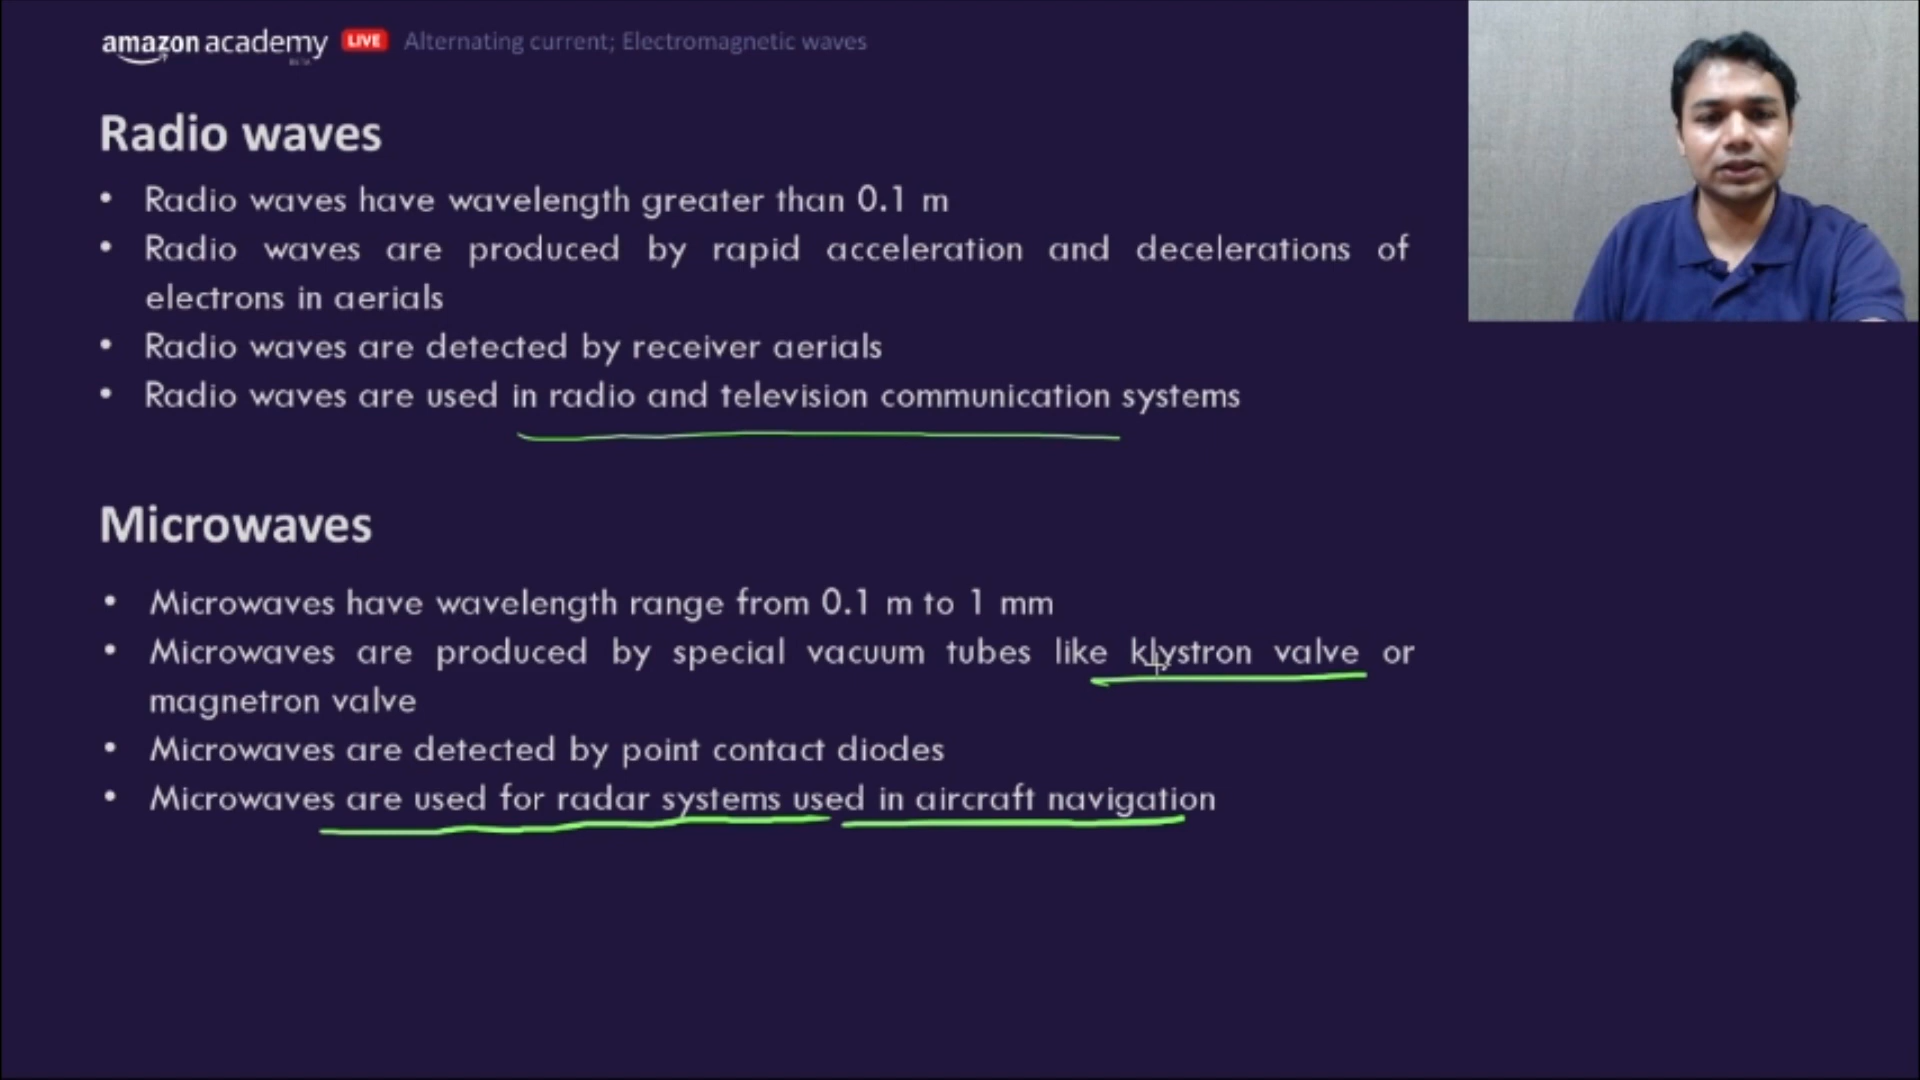 amazon academy LIVE Alternating current; Electromagnetic waves
BETA
Radio waves
• Radio waves have wavelength greater than 0.1 m
• Radio waves are produced by rapid acceleration and decelerations of
electrons in aerials
• Radio waves are detected by receiver aerials
• Radio waves are used in radio and television communication systems
Microwaves
• Microwaves have wavelength range from 0.1 m to 1 mm
• Microwaves are produced by special vacuum tubes like klystron valve or
magnetron valve
• Microwaves are detected by point contact diodes
• Microwaves are used for radar systems used in aircraft navigation